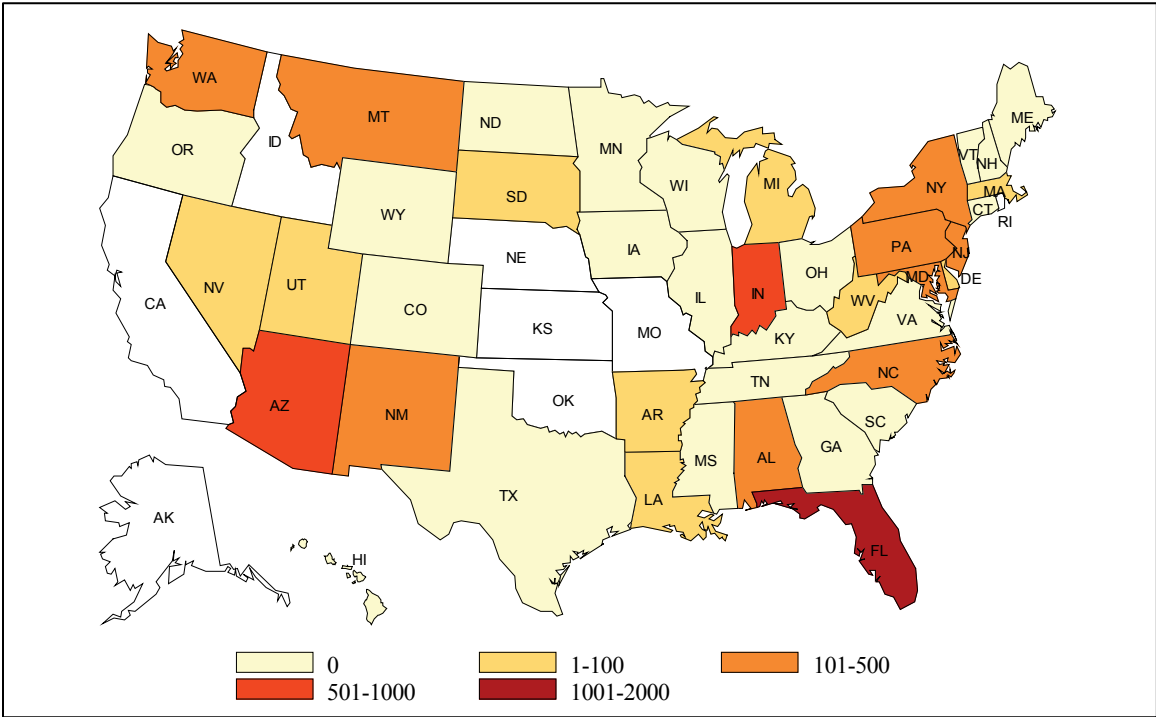 WA
MT
ND
MN
ME
OR
ID
VT
NH
WI
MI
NY
MA
SD
WY
CT
RI
IA
PA
NE
NJ
NV
UT
CA
CO
IL
IN
OH
MD
DE
WV
VA
KS
MO
KY
TN
NC
AZ
NM
OK
AR
SC
MS
AL
GA
TX
LA
AK
HI
FL
0
1-100
101-500
501-1000
1001-2000